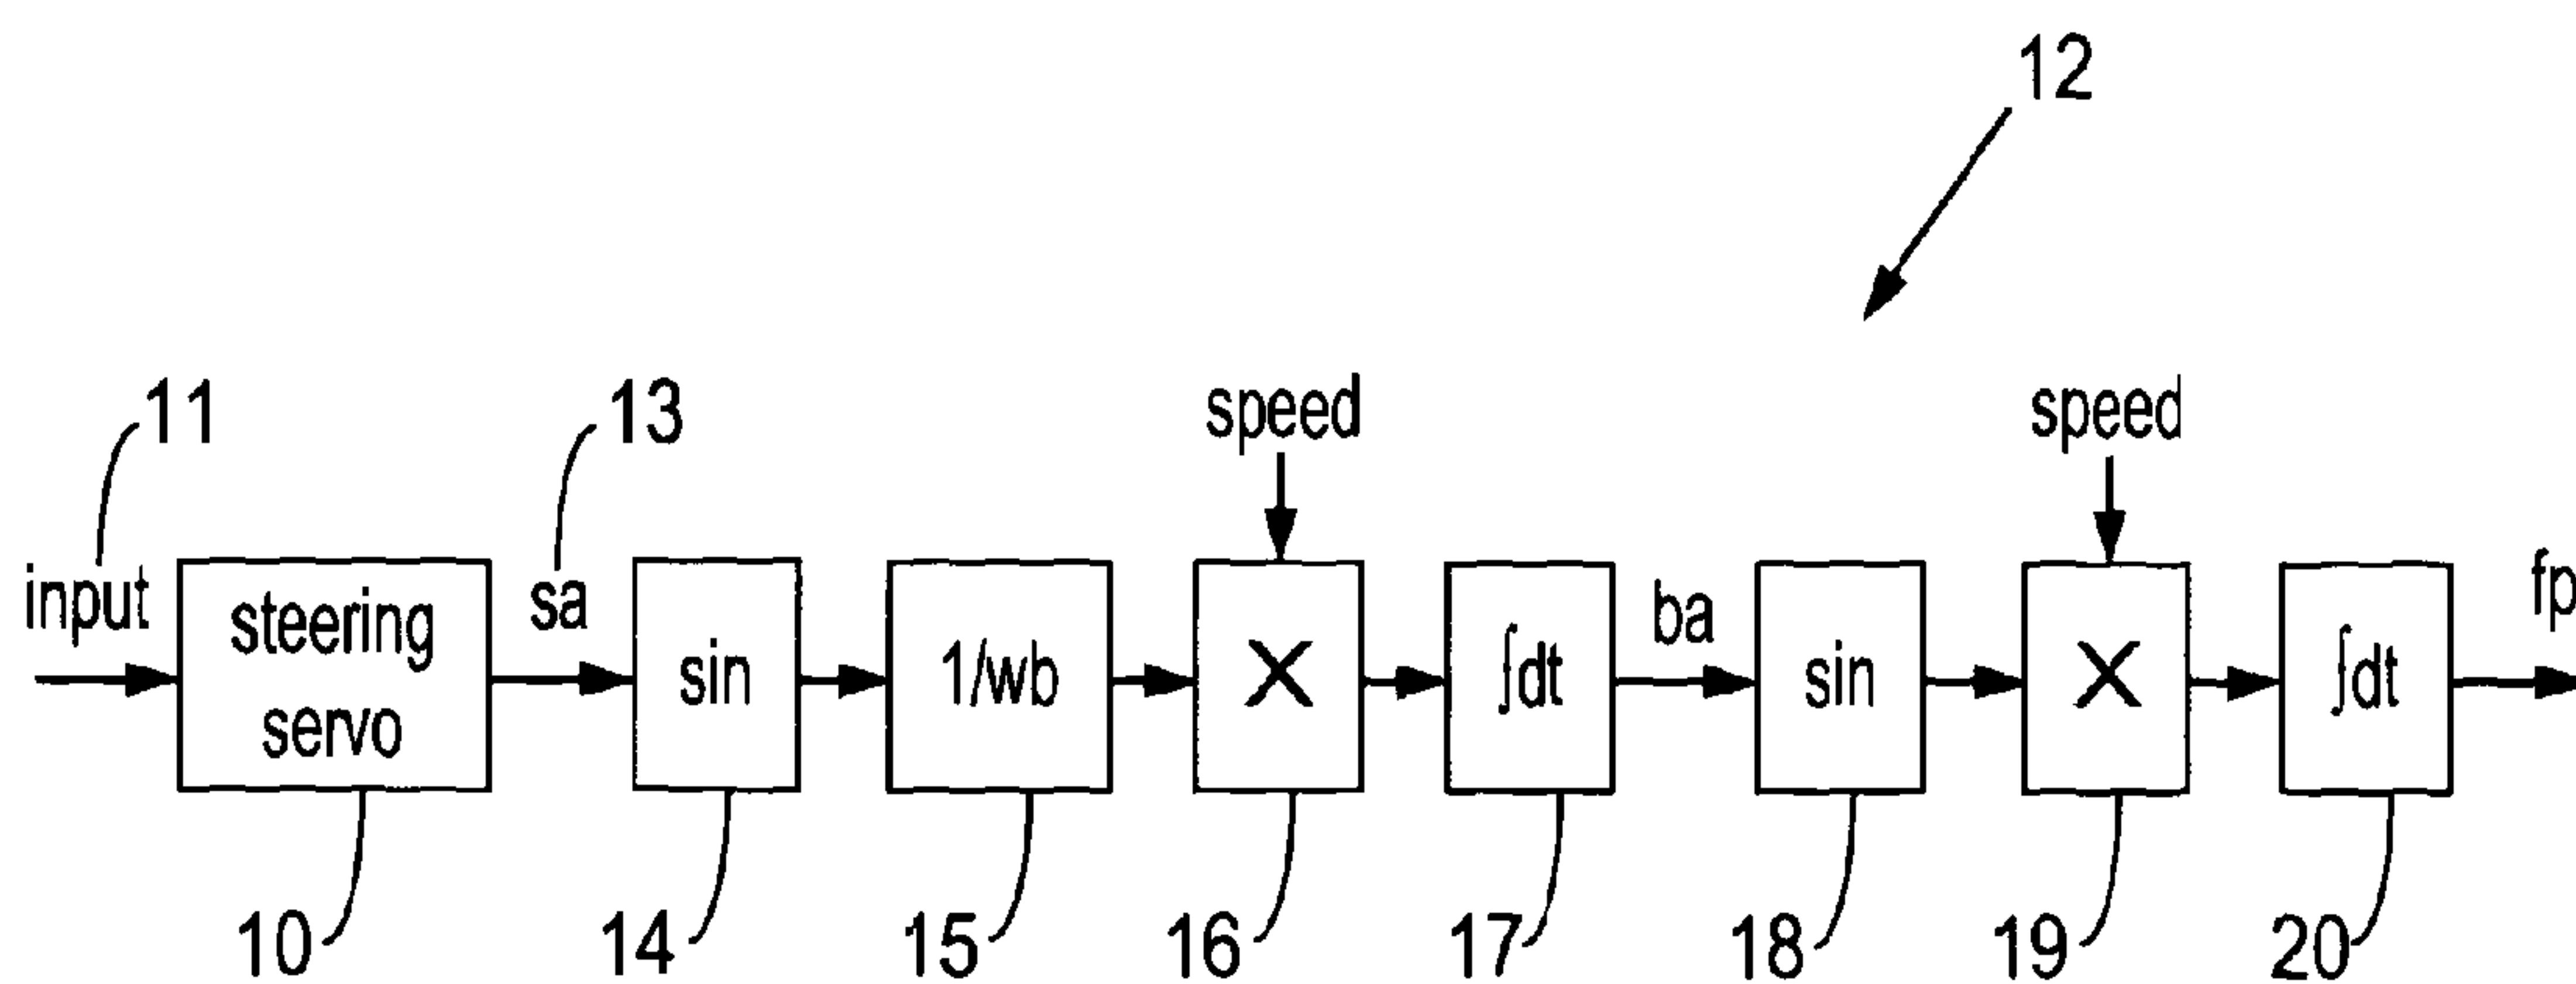 12
11
13
speed
speed
input
steering
servo
sa
sin
1/wb
X
∫dt
ba
sin
X
∫dt
fp
10
14
15
16
17
18
19
20